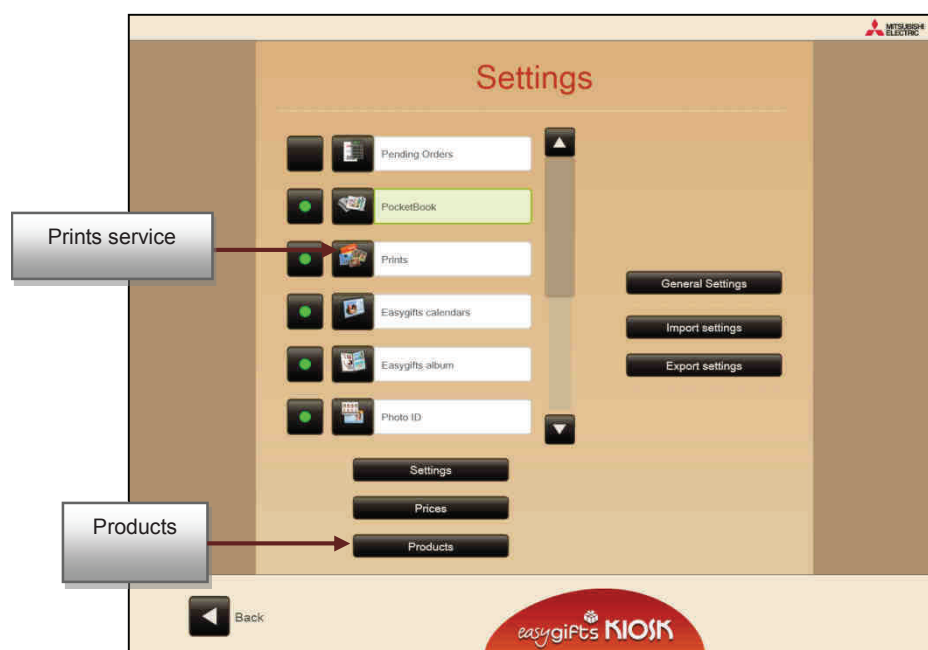 MITSUBISHI
ELECTRIC
Settings
Pending Orders
PocketBook
Prints service
Prints
General Settings
Easygifts calendars
Import settings
Easygifts album
Export settings
Photo ID
Settings
Prices
Products
Products
Back
easygifts KIOSK